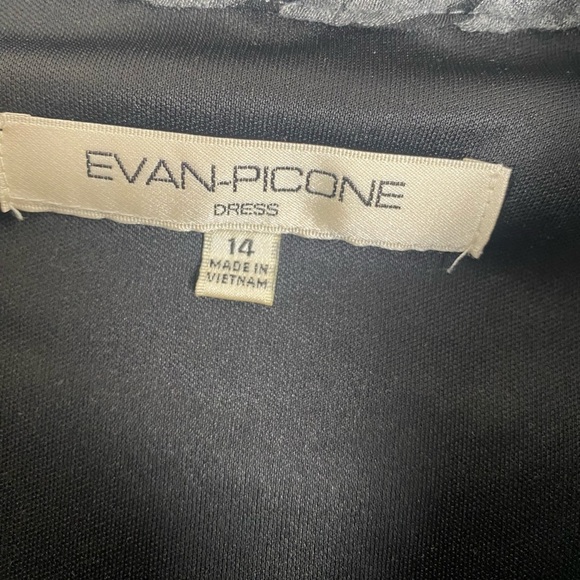 EVAN-PICONE
DRESS
14
MADE IN
VIETNAM